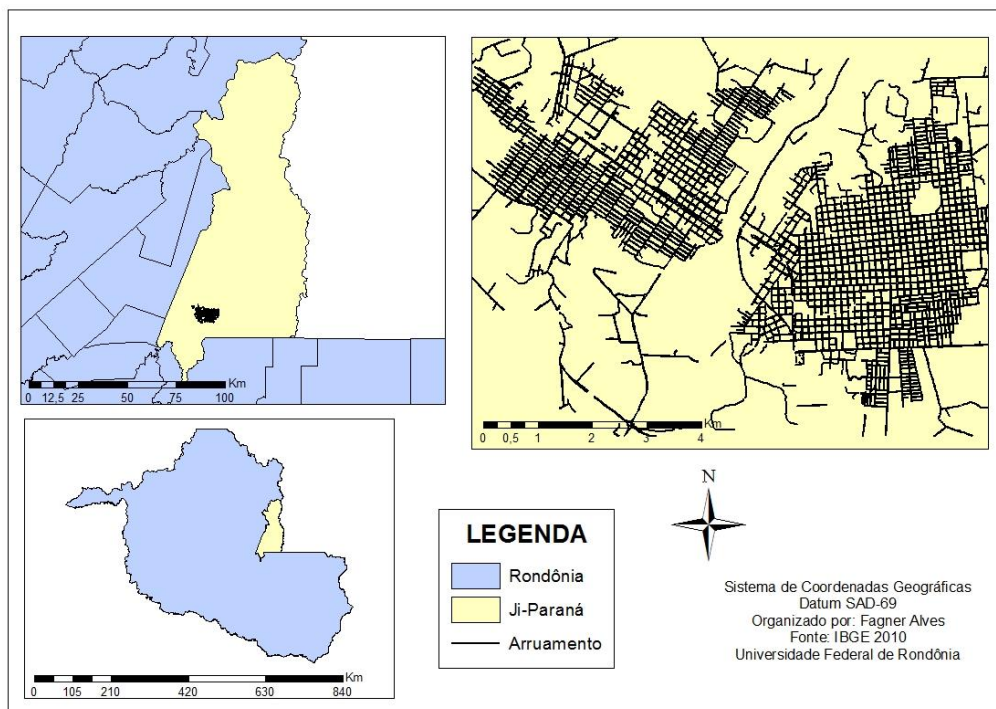 Km
0 12,5 25 50 75 100
Km
0 0,5 1 2 3 4
Km
0 105 210 420 630 840
LEGENDA
Rondônia
Ji-Paraná
Arruamento
N
Sistema de Coordenadas Geográficas
Datum SAD-69
Organizado por: Fagner Alves
Fonte: IBGE 2010
Universidade Federal de Rondônia